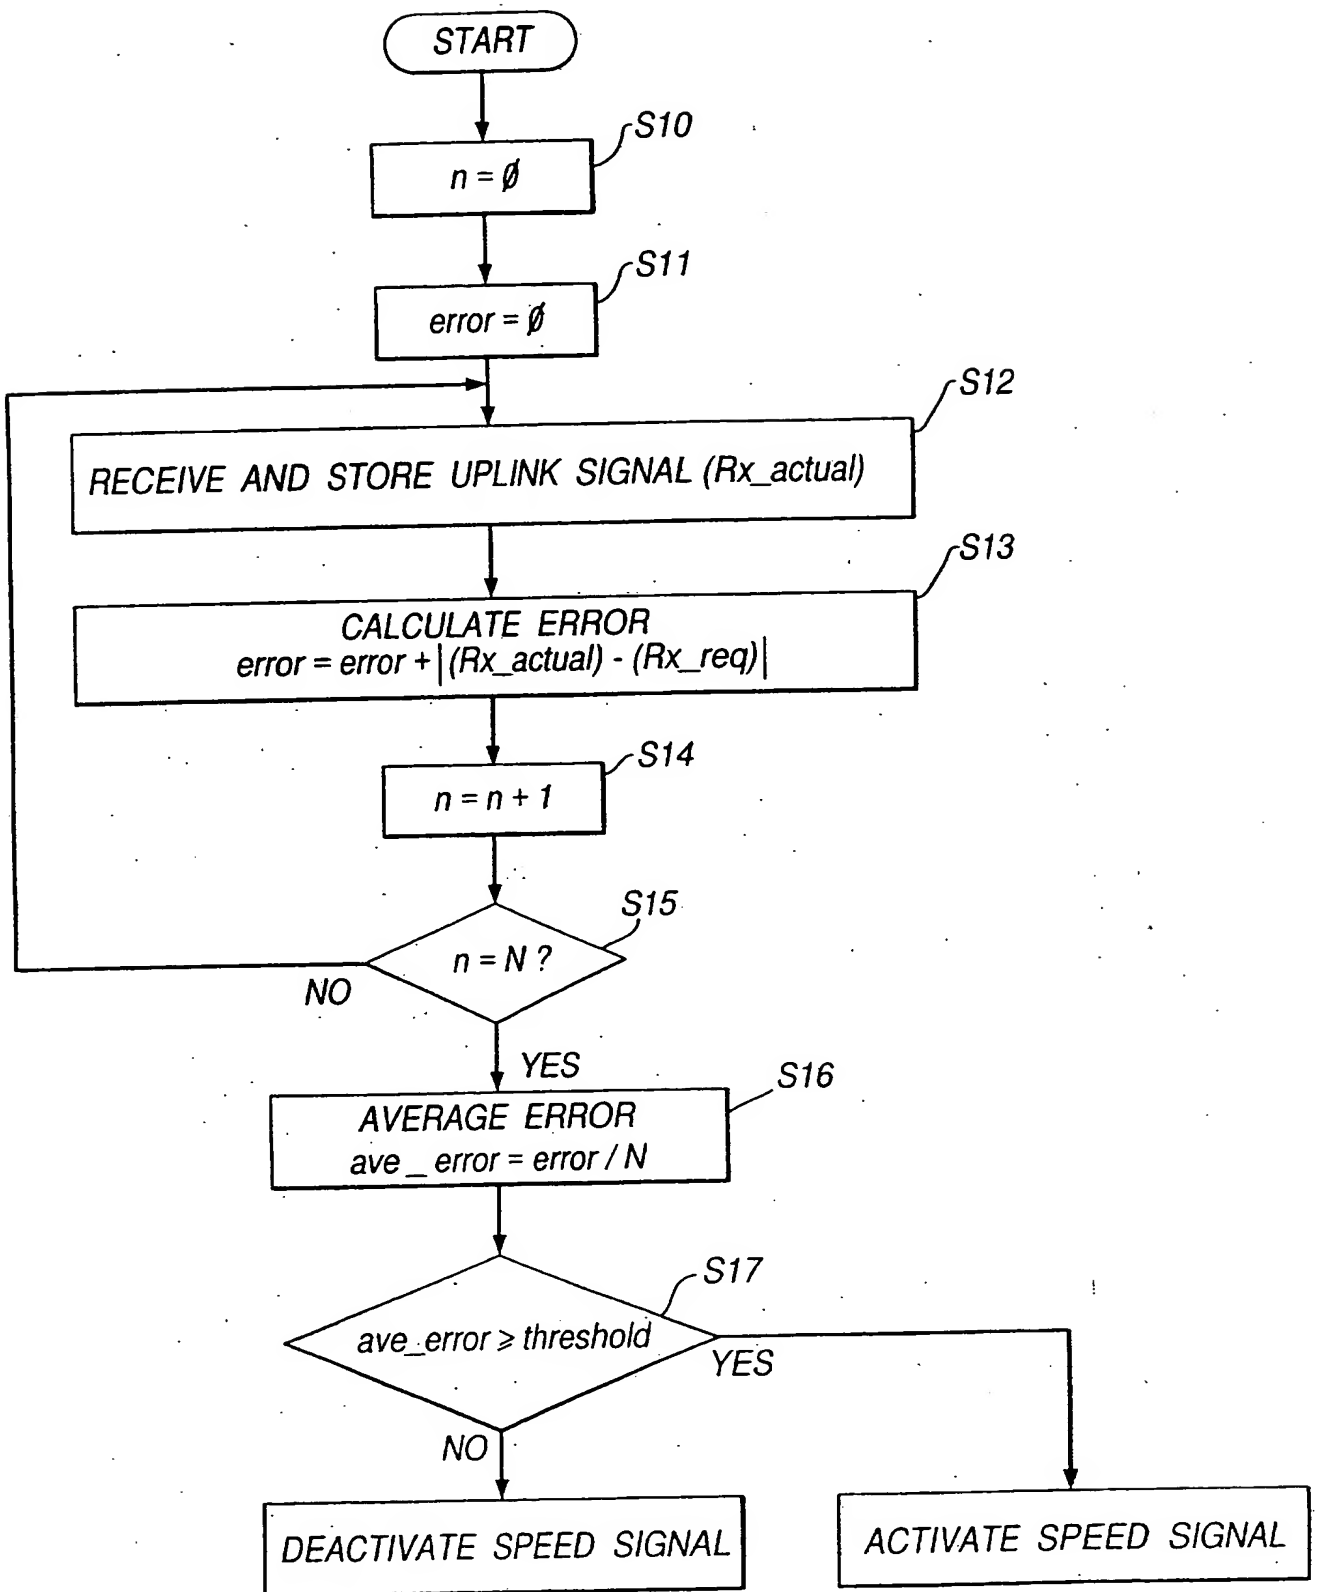 START
S10
n = ∅
S11
error = ∅
S12
RECEIVE AND STORE UPLINK SIGNAL (Rx_actual)
S13
CALCULATE ERROR
error = error + |(Rx_actual) - (Rx_req)|
S14
n = n + 1
S15
n = N ?
NO
YES
S16
AVERAGE ERROR
ave _ error = error / N
S17
ave_error ⩾ threshold
YES
NO
DEACTIVATE SPEED SIGNAL
ACTIVATE SPEED SIGNAL